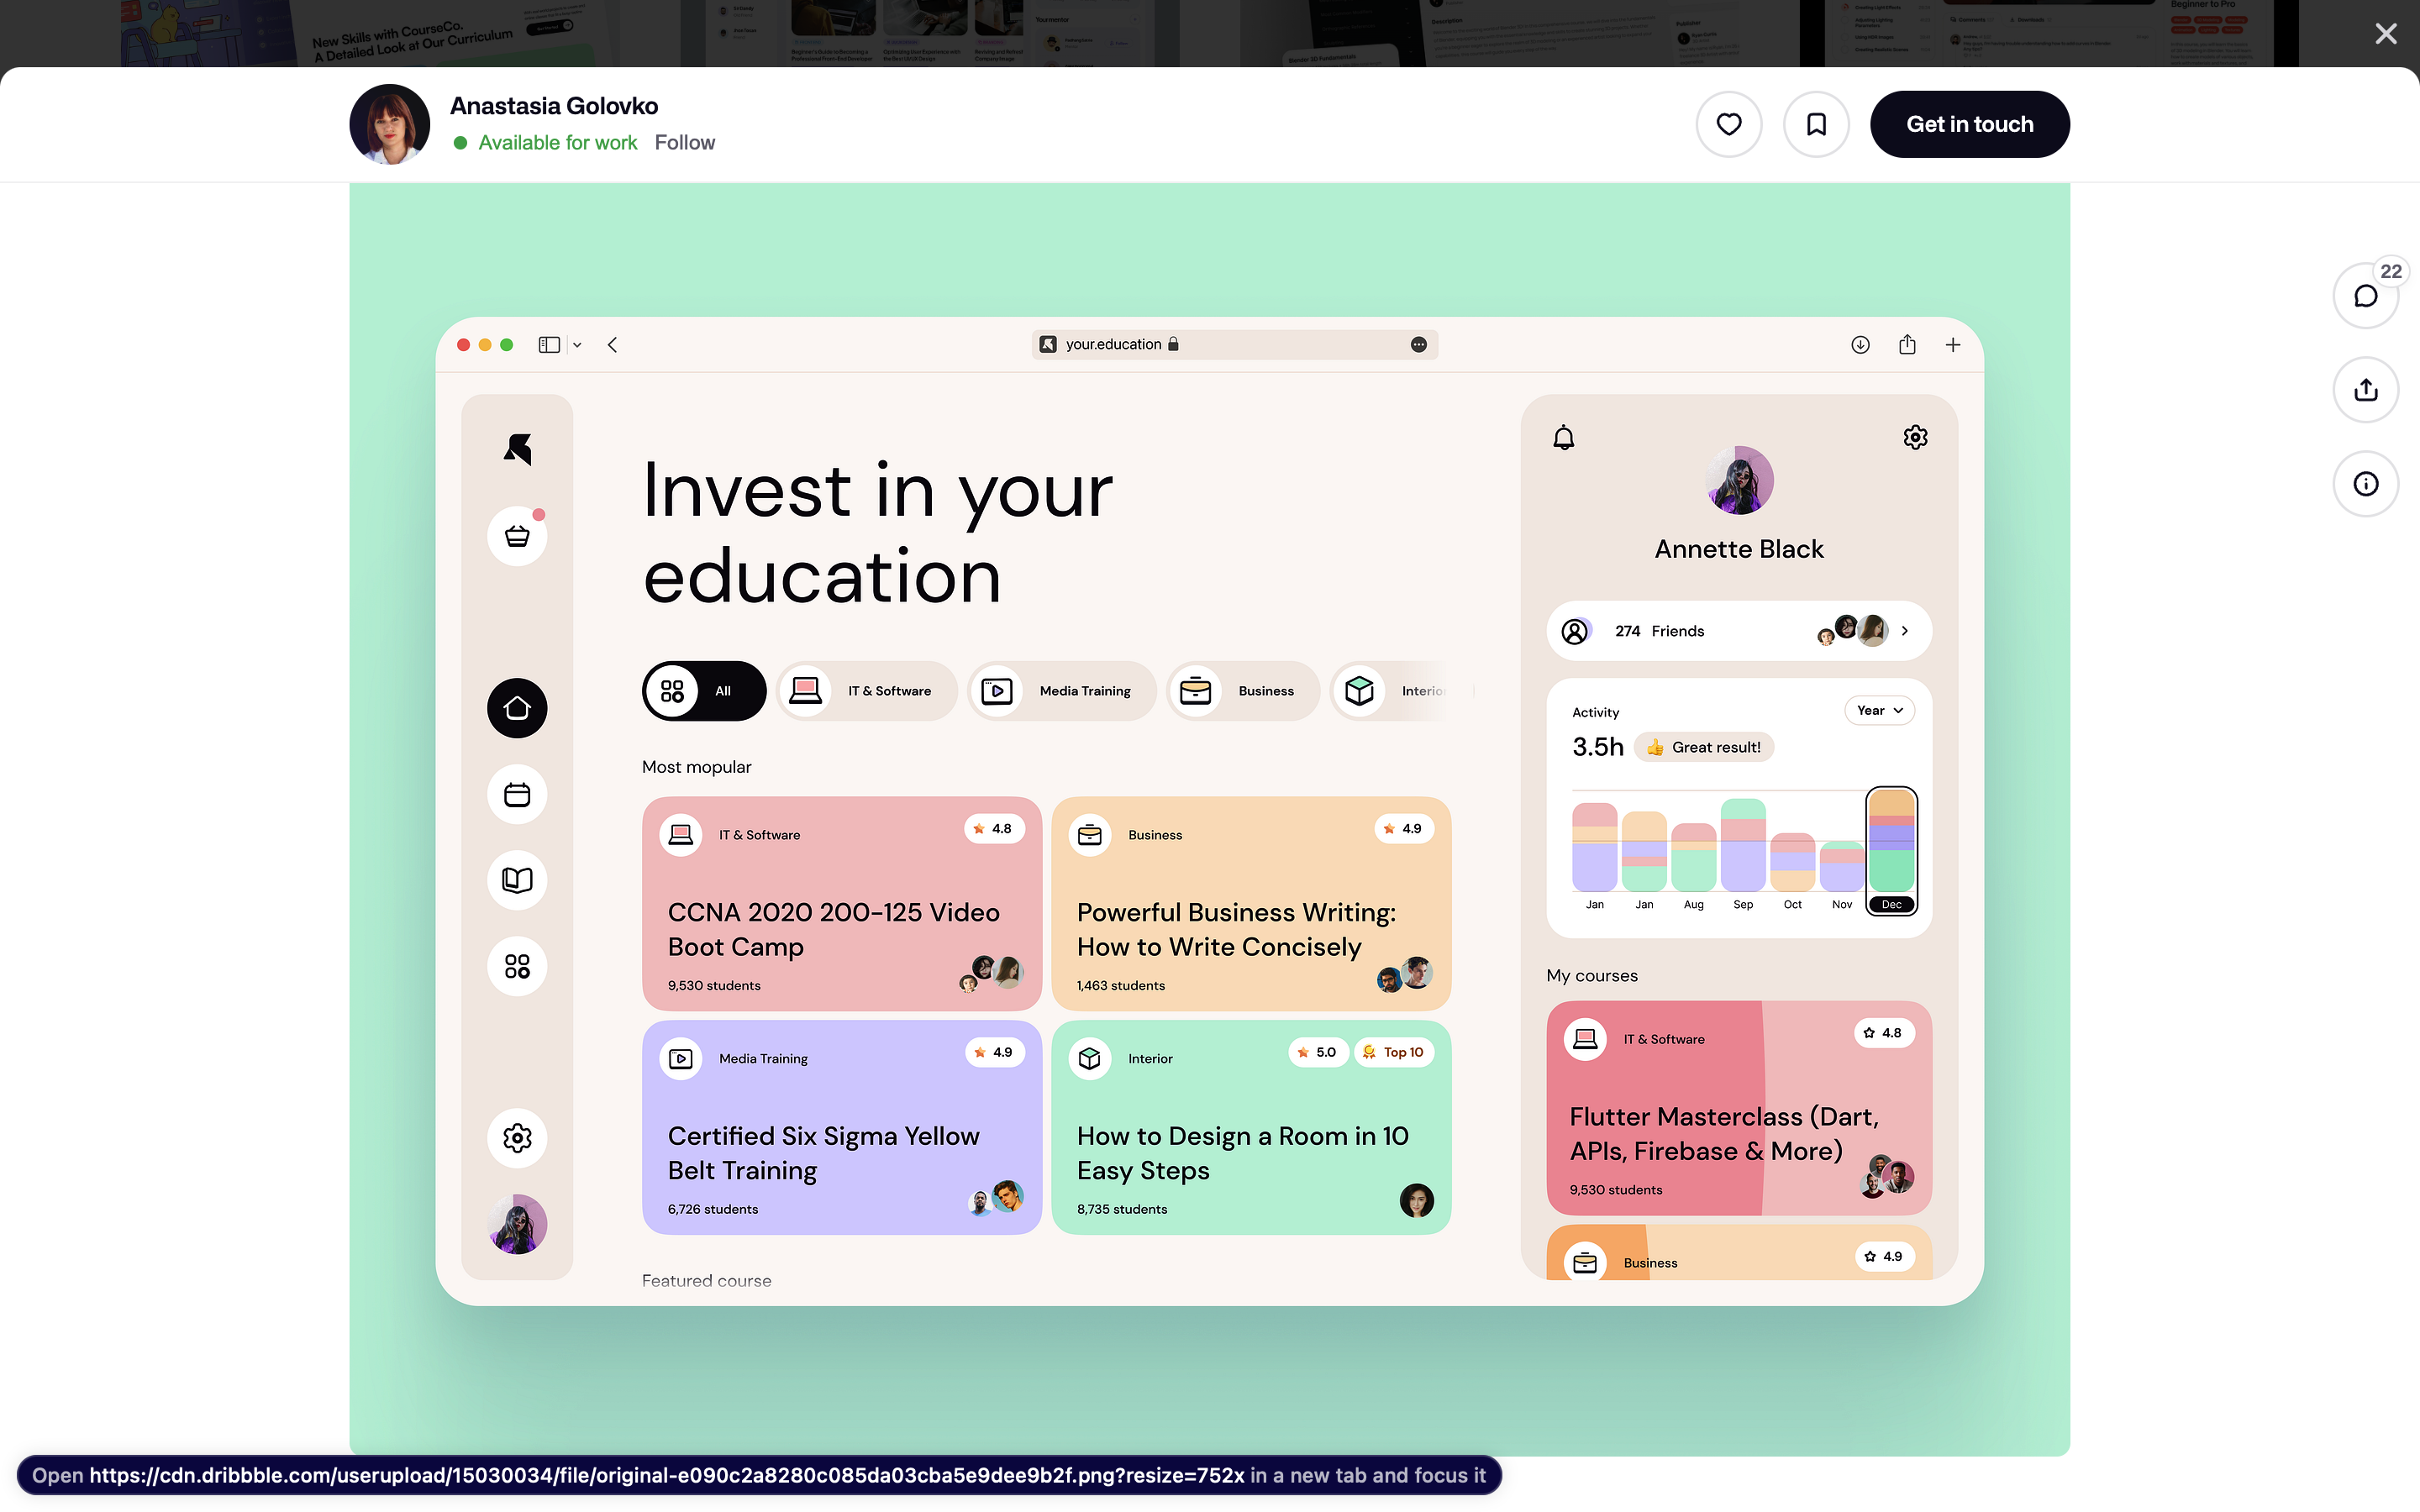 New Skills with CourseCo.
A Detailed Look at Our Curriculum
Description
Publisher
Beginner to Pro
Anastasia Golovko
Available for work Follow
Get in touch
22
your.education
Invest in your
education
All
IT & Software
Media Training
Business
Interior
Most mopular
IT & Software
4.8
CCNA 2020 200-125 Video
Boot Camp
9,530 students
Business
4.9
Powerful Business Writing:
How to Write Concisely
1,463 students
Media Training
4.9
Certified Six Sigma Yellow
Belt Training
6,726 students
Interior
5.0
Top 10
How to Design a Room in 10
Easy Steps
8,735 students
Featured course
Annette Black
274 Friends
Activity
Year
3.5h
Great result!
Jan Jan Aug Sep Oct Nov Dec
My courses
IT & Software
4.8
Flutter Masterclass (Dart,
APIs, Firebase & More)
9,530 students
Business
4.9
Open https://cdn.dribbble.com/userupload/15030034/file/original-e090c2a8280c085da03cba5e9dee9b2f.png?resize=752x in a new tab and focus it